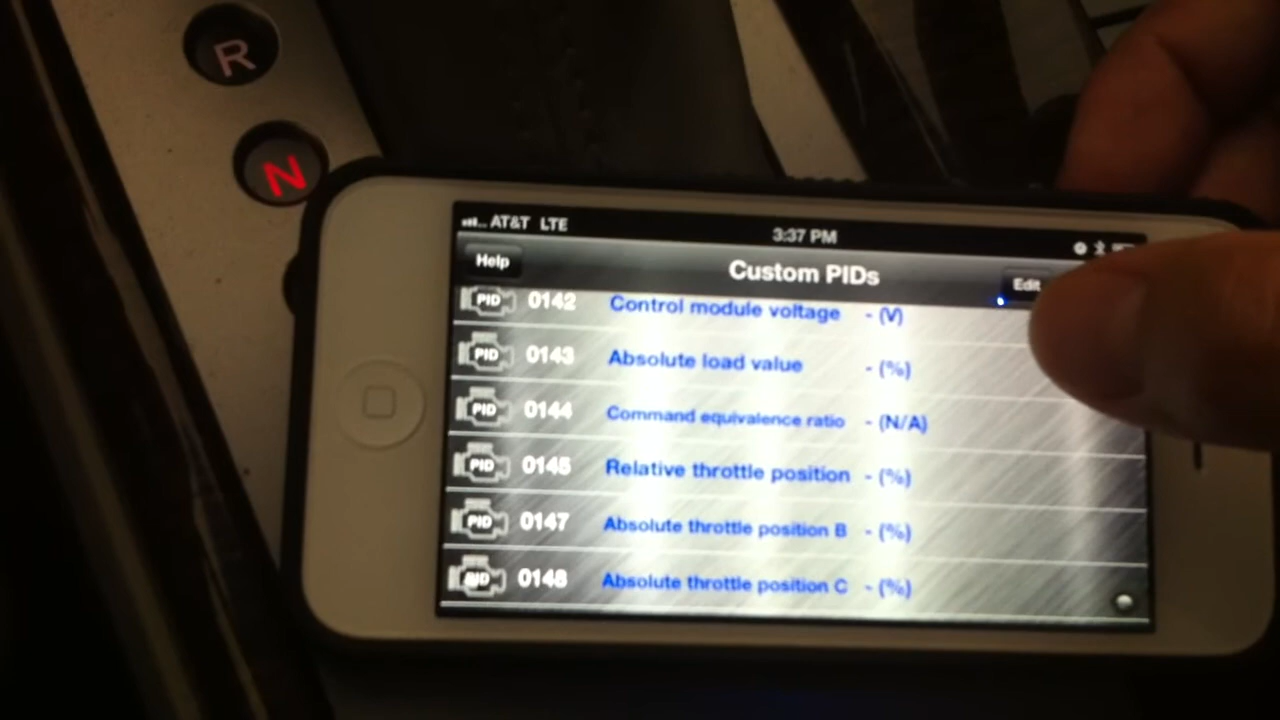 R
N
AT&T LTE 3:37 PM
Help Custom PIDs Edit
PID 0142 Control module voltage - (V)
PID 0143 Absolute load value - (%)
PID 0144 Command equivalence ratio - (N/A)
PID 0145 Relative throttle position - (%)
PID 0147 Absolute throttle position B - (%)
PID 0148 Absolute throttle position C - (%)